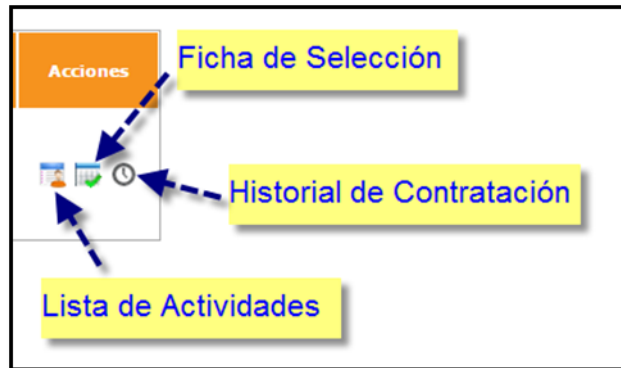 Acciones
Ficha de Selección
Historial de Contratación
Lista de Actividades